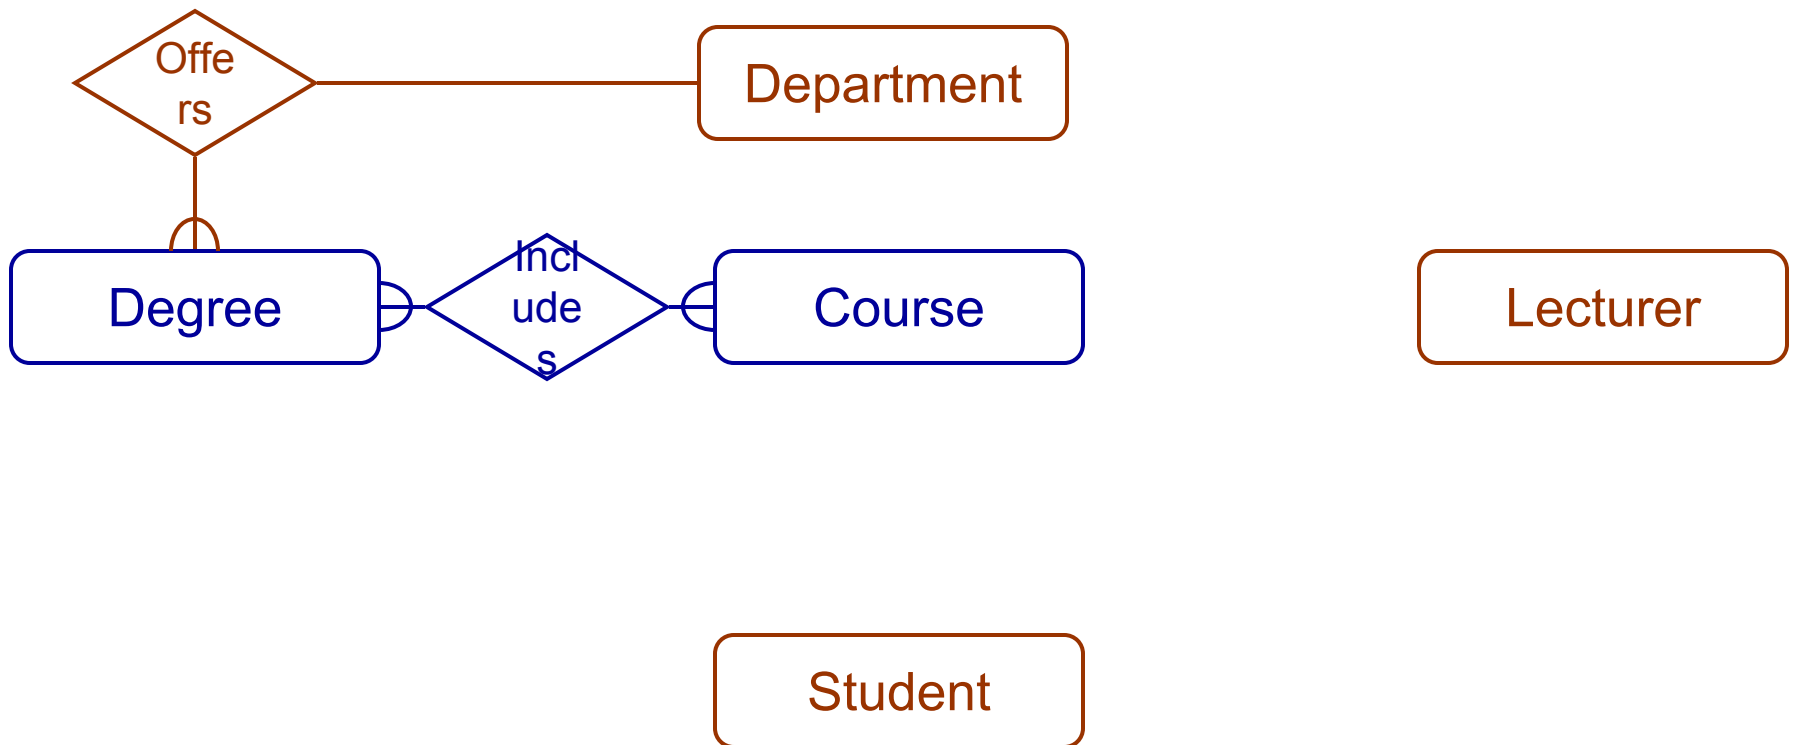 Offe
rs
Department
Degree
Incl
ude
s
Course
Lecturer
Student